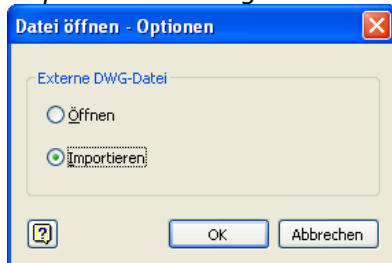 Datei öffnen - Optionen
Externe DWG-Datei
Öffnen
Importieren
?
OK
Abbrechen